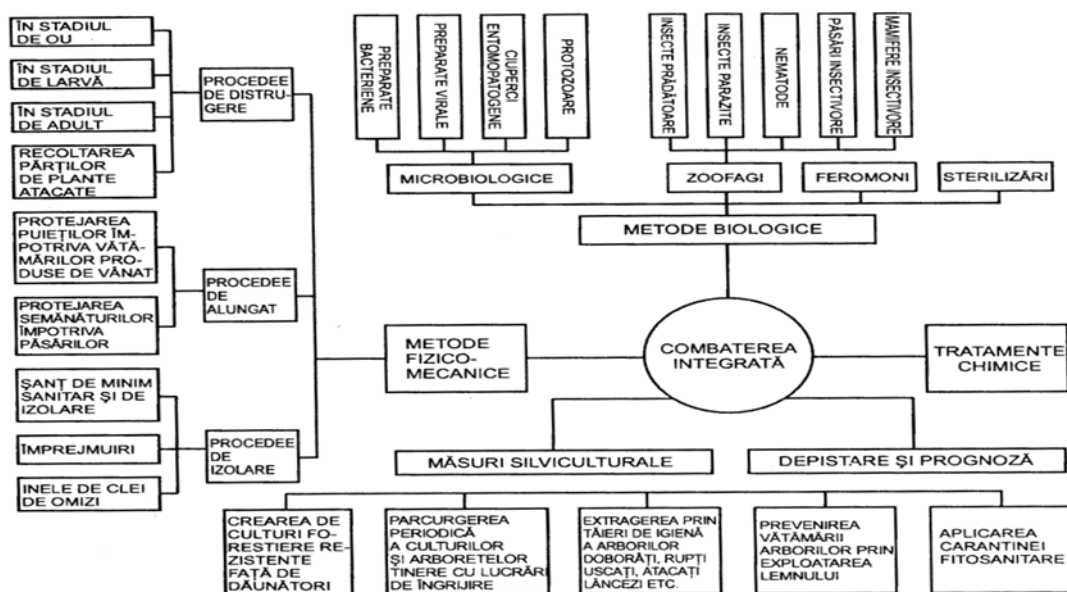 ÎN STADIUL
DE OU
ÎN STADIUL
DE LARVĂ
ÎN STADIUL
DE ADULT
RECOLTAREA
PĂRȚILOR
DE PLANTE
ATACATE
PROCEDEE
DE DISTRU-
GERE
PROTEJAREA
PUIEȚILOR ÎM-
POTRIVA VĂTĂ-
MĂRILOR PRO-
DUSE DE VÂNAT
PROTEJAREA
SEMĂNĂTURILOR
ÎMPOTRIVA
PĂSĂRILOR
PROCEDEE
DE
ALUNGAT
ȘANȚ DE MINIM
SANITAR ȘI DE
IZOLARE
ÎMPREJMUIRI
INELE DE CLEI
DE OMIZI
PROCEDEE
DE
IZOLARE
PREPARATE
BACTERIENE
PREPARATE VIRALE
CIUPERCI
ENTOMOPATOGENE
PROTOZOARE
INSECTE PRĂDĂTOARE
INSECTE PARAZITE
NEMATODE
PĂSĂRI INSECTIVORE
MAMIFERE INSECTIVORE
MICROBIOLOGICE
ZOOFAGI
FEROMONI
STERILIZĂRI
METODE BIOLOGICE
METODE
FIZICO-
MECANICE
COMBATEREA
INTEGRATĂ
TRATAMENTE
CHIMICE
MĂSURI SILVICULTURALE
DEPISTARE ȘI PROGNOZĂ
CREAREA DE
CULTURI FO-
RESTIERE RE-
ZISTENTE
FAȚĂ DE
DĂUNĂTORI
PARCURGEREA
PERIODICĂ
A CULTURILOR
ȘI ARBORETELOR
TINERE CU LUCRĂRI
DE ÎNGRIJIRE
EXTRAGEREA PRIN
TĂIERI DE IGIENĂ
A ARBORILOR
DOBORÂȚI, RUPȚI
USCAȚI, ATACAȚI
LÂNCEZI ETC.
PREVENIREA
VĂTĂMĂRII
ARBORILOR PRIN
EXPLOATAREA
LEMNULUI
APLICAREA
CARANTINEI
FITOSANITARE